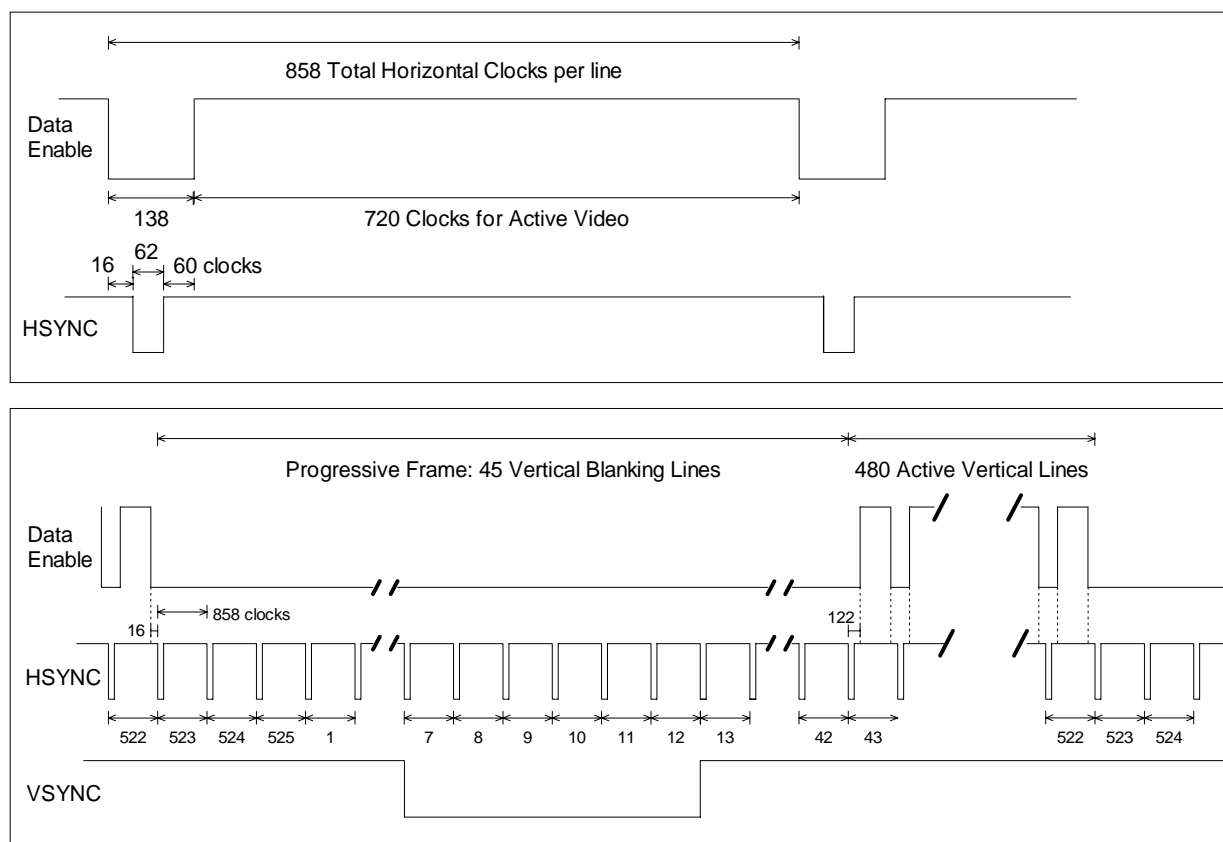 858 Total Horizontal Clocks per line
Data
Enable
138
720 Clocks for Active Video
62
16
60 clocks
HSYNC
Progressive Frame: 45 Vertical Blanking Lines
480 Active Vertical Lines
Data
Enable
858 clocks
16
122
HSYNC
522 523 524 525 1 7 8 9 10 11 12 13 42 43 522 523 524
VSYNC